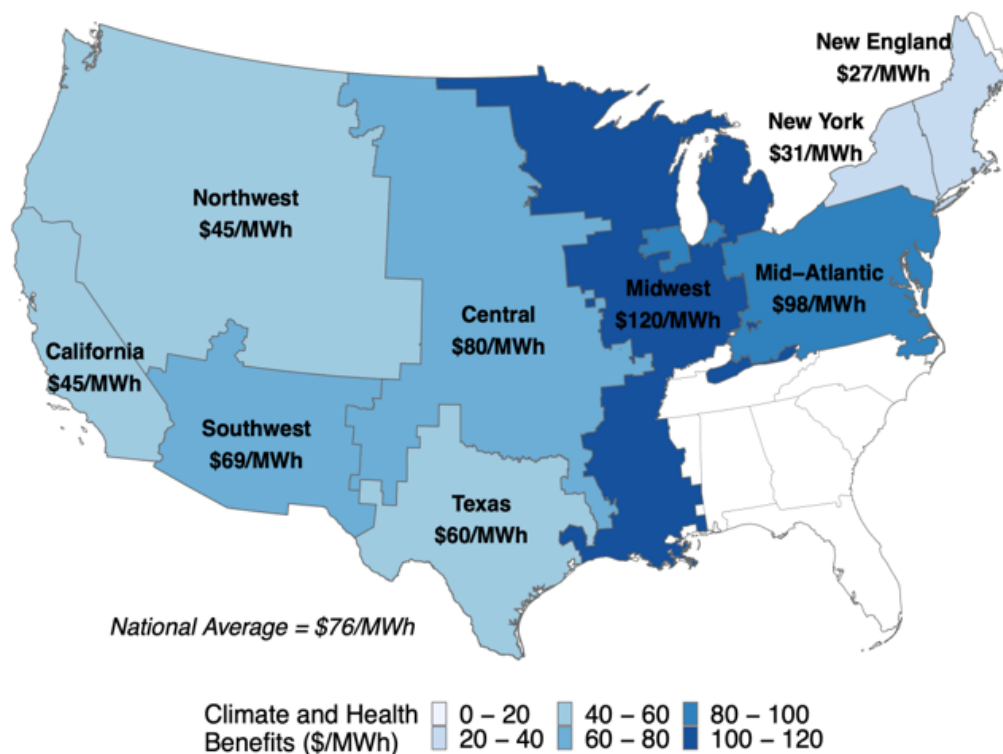 New England
$27/MWh
New York
$31/MWh
Northwest
$45/MWh
Mid–Atlantic
$98/MWh
Midwest
$120/MWh
Central
$80/MWh
California
$45/MWh
Southwest
$69/MWh
Texas
$60/MWh
National Average = $76/MWh
Climate and Health
Benefits ($/MWh)
0 – 20
20 – 40
40 – 60
60 – 80
80 – 100
100 – 120